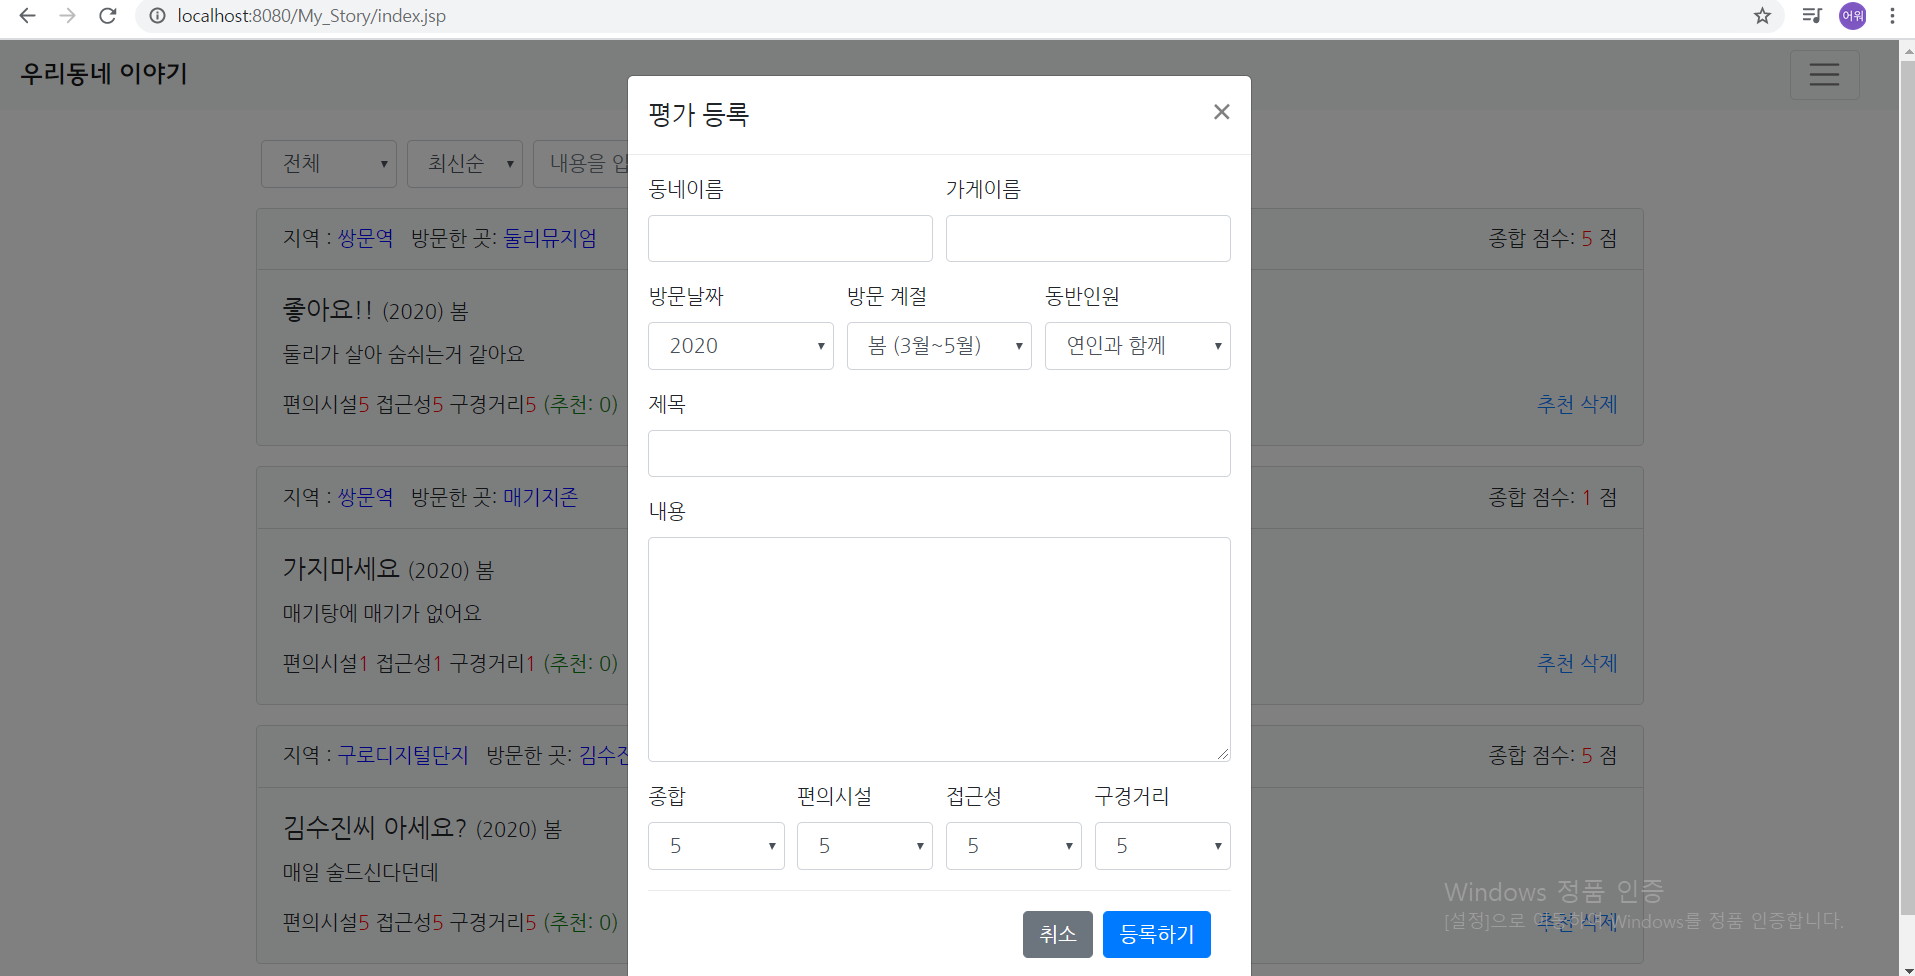 localhost:8080/My_Story/index.jsp
어워
우리동네 이야기
전체
최신순
내용을 입
지역 : 쌍문역 방문한 곳: 둘리뮤지엄
종합 점수: 5 점
좋아요!! (2020) 봄
둘리가 살아 숨쉬는거 같아요
편의시설5 접근성5 구경거리5 (추천: 0)
추천 삭제
지역 : 쌍문역 방문한 곳: 매기지존
종합 점수: 1 점
가지마세요 (2020) 봄
매기탕에 매기가 없어요
편의시설1 접근성1 구경거리1 (추천: 0)
추천 삭제
지역 : 구로디지털단지 방문한 곳: 김수진
종합 점수: 5 점
김수진씨 아세요? (2020) 봄
매일 술드신다던데
편의시설5 접근성5 구경거리5 (추천: 0)
추천 삭제
평가 등록
동네이름
가게이름
방문날짜
방문 계절
동반인원
2020
봄 (3월~5월)
연인과 함께
제목
내용
종합
편의시설
접근성
구경거리
5
5
5
5
취소
등록하기
Windows 정품 인증
[설정]으로 이동하여 Windows를 정품 인증합니다.